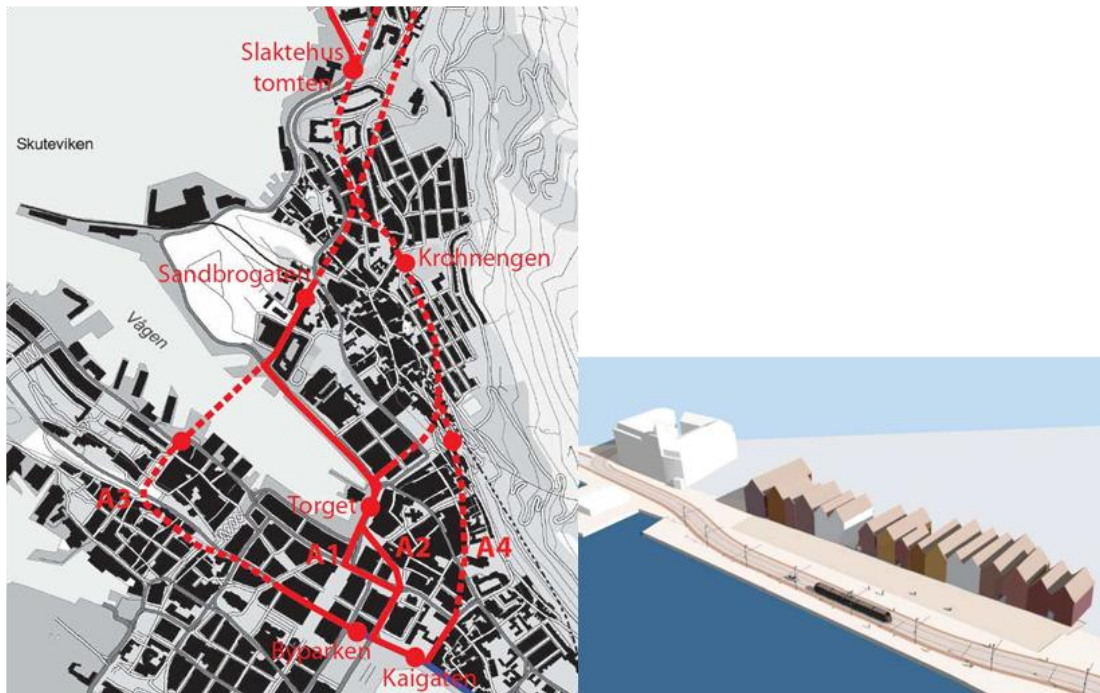 Slaktehus
tomten
Skuteviken
Krohnengen
Sandbrogaten
Vågen
A3
Torget
A1
A2
A4
Byparken
Kaigaten